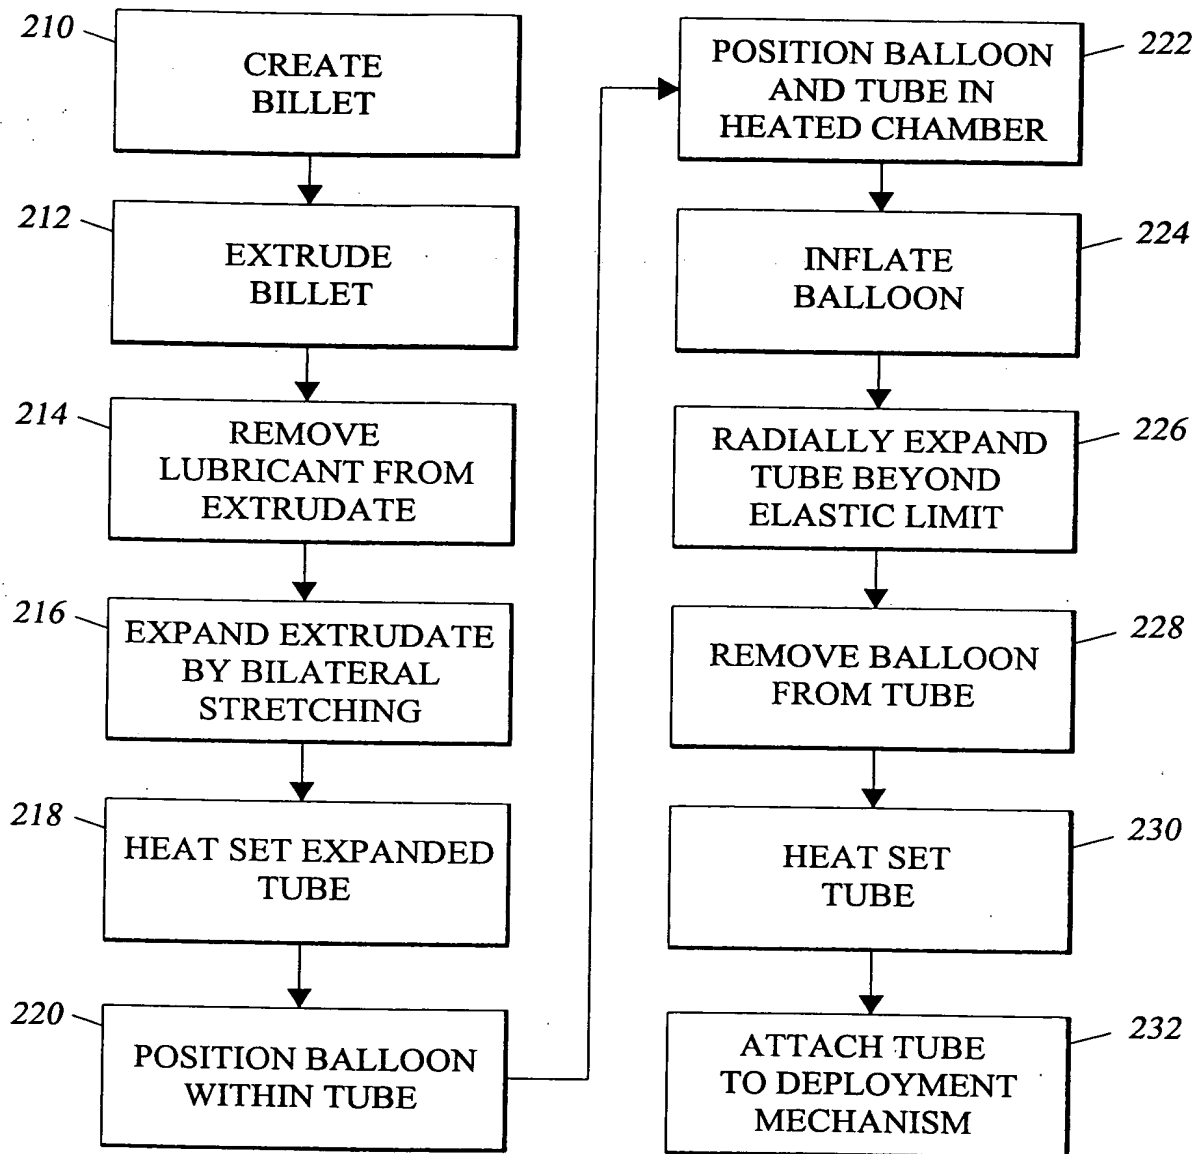 210
CREATE
BILLET
212
EXTRUDE
BILLET
214
REMOVE
LUBRICANT FROM
EXTRUDATE
216
EXPAND EXTRUDATE
BY BILATERAL
STRETCHING
218
HEAT SET EXPANDED
TUBE
220
POSITION BALLOON
WITHIN TUBE
222
POSITION BALLOON
AND TUBE IN
HEATED CHAMBER
224
INFLATE
BALLOON
226
RADIALLY EXPAND
TUBE BEYOND
ELASTIC LIMIT
228
REMOVE BALLOON
FROM TUBE
230
HEAT SET
TUBE
232
ATTACH TUBE
TO DEPLOYMENT
MECHANISM